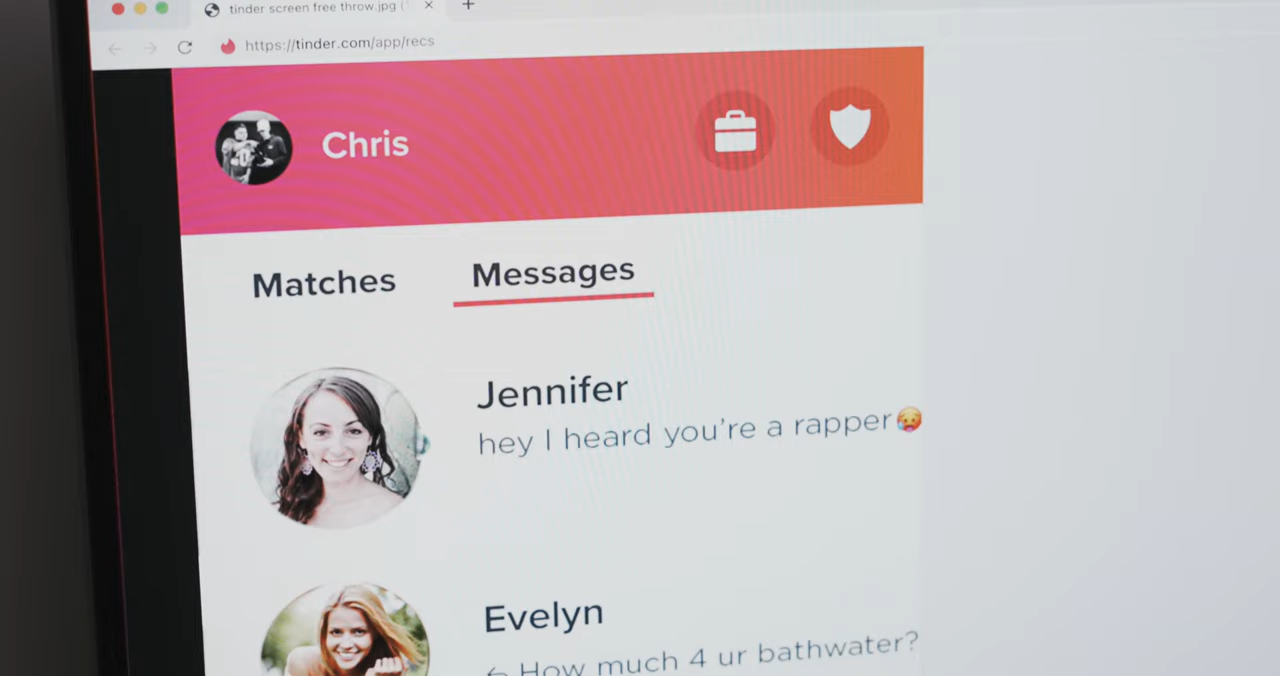 tinder screen free throw.jpg (
https://tinder.com/app/recs
Chris
Matches Messages
Jennifer
hey I heard you're a rapper🥵
Evelyn
How much 4 ur bathwater?